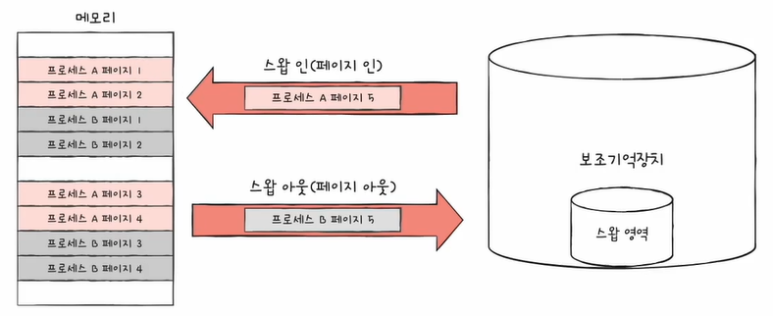 메모리
프로세스 A 페이지 1
프로세스 A 페이지 2
프로세스 B 페이지 1
프로세스 B 페이지 2
프로세스 A 페이지 3
프로세스 A 페이지 4
프로세스 B 페이지 3
프로세스 B 페이지 4
스왑 인(페이지 인)
프로세스 A 페이지 5
스왑 아웃(페이지 아웃)
프로세스 B 페이지 5
보조기억장치
스왑 영역